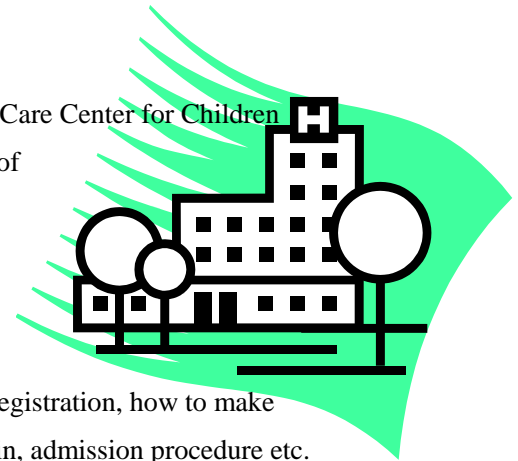 Care Center for Children
H
of
egistration, how to make
n, admission procedure etc.